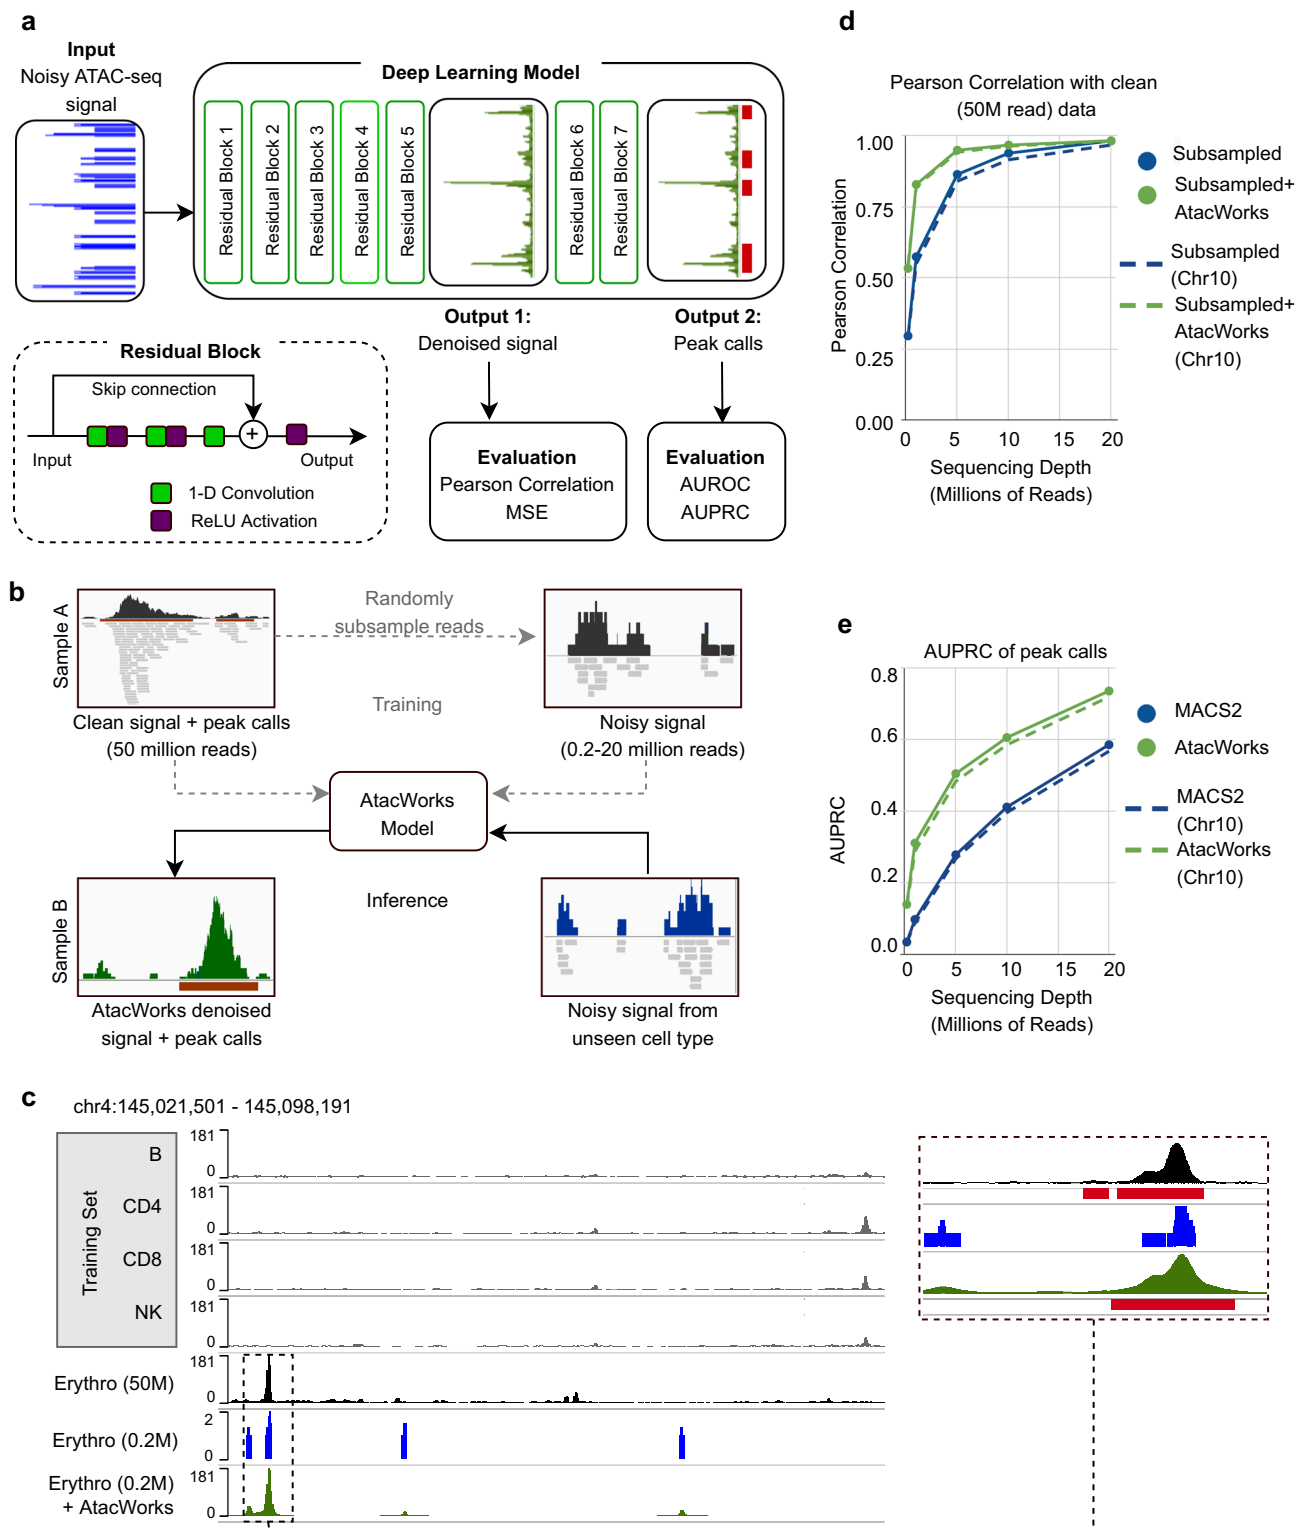 a
Input
Noisy ATAC-seq
signal
Deep Learning Model
Residual Block 1
Residual Block 2
Residual Block 3
Residual Block 4
Residual Block 5
Residual Block 6
Residual Block 7
Output 1:
Denoised signal
Output 2:
Peak calls
Residual Block
Skip connection
+
Input
Output
1-D Convolution
ReLU Activation
Evaluation
Pearson Correlation
MSE
Evaluation
AUROC
AUPRC
b
Sample A
Randomly
subsample reads
Training
Clean signal + peak calls
(50 million reads)
Noisy signal
(0.2-20 million reads)
AtacWorks
Model
Inference
Sample B
AtacWorks denoised
signal + peak calls
Noisy signal from
unseen cell type
c
chr4:145,021,501 - 145,098,191
Training Set
B
181
0
CD4
181
0
CD8
181
0
NK
181
0
Erythro (50M)
181
0
Erythro (0.2M)
2
0
Erythro (0.2M)
+ AtacWorks
181
0
d
Pearson Correlation with clean
(50M read) data
Pearson Correlation
1.00
0.75
0.50
0.25
0.00
0
5
10
15
20
Sequencing Depth
(Millions of Reads)
Subsampled
Subsampled+
AtacWorks
Subsampled
(Chr10)
Subsampled+
AtacWorks
(Chr10)
e
AUPRC of peak calls
AUPRC
0.8
0.6
0.4
0.2
0.0
0
5
10
15
20
Sequencing Depth
(Millions of Reads)
MACS2
AtacWorks
MACS2
(Chr10)
AtacWorks
(Chr10)